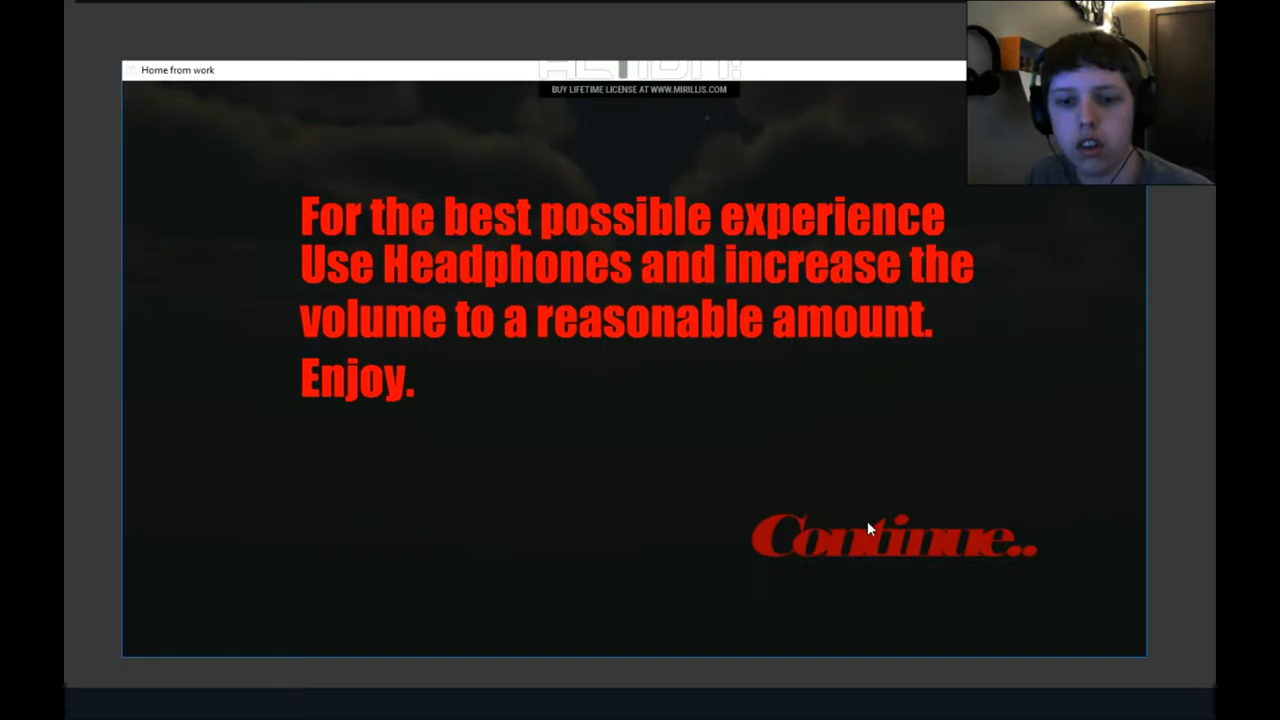 Home from work
BUY LIFETIME LICENSE AT WWW.MIRILLIS.COM
For the best possible experience
Use Headphones and increase the
volume to a reasonable amount.
Enjoy.
Continue..